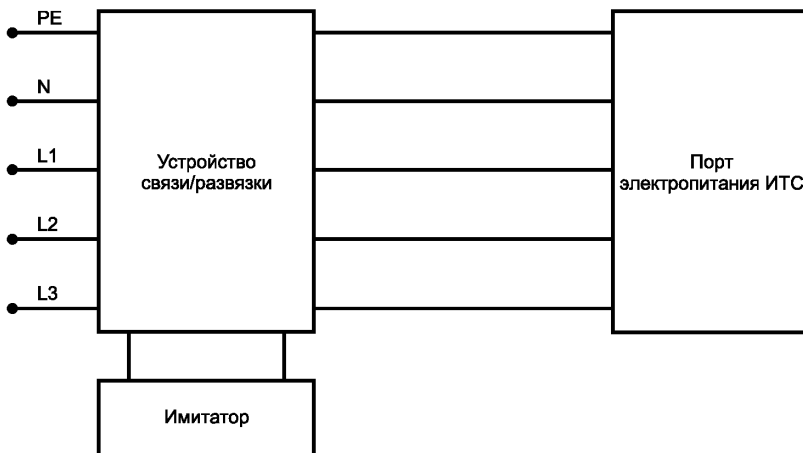 PE
N
L1
L2
L3
Устройство
связи/развязки
Порт
электропитания ИТС
Имитатор